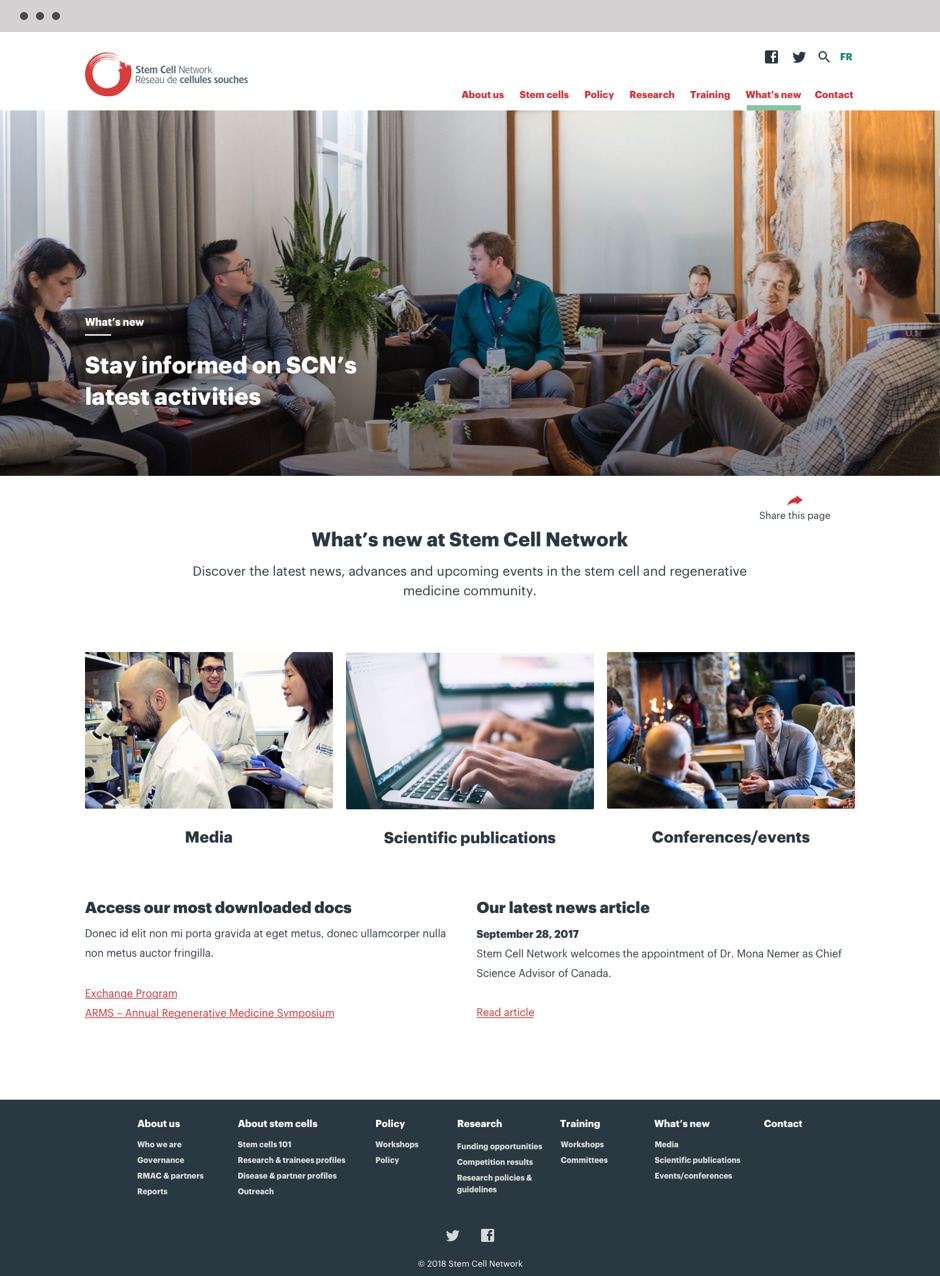 Stem Cell Network
Réseau de cellules souches
FR
About us
Stem cells
Policy
Research
Training
What's new
Contact
What's new
Stay informed on SCN's
latest activities
Share this page
What's new at Stem Cell Network
Discover the latest news, advances and upcoming events in the stem cell and regenerative
medicine community.
Media
Scientific publications
Conferences/events
Access our most downloaded docs
Donec id elit non mi porta gravida at eget metus, donec ullamcorper nulla
non metus auctor fringilla.
Exchange Program
ARMS – Annual Regenerative Medicine Symposium
Our latest news article
September 28, 2017
Stem Cell Network welcomes the appointment of Dr. Mona Nemer as Chief
Science Advisor of Canada.
Read article
About us
Who we are
Governance
RMAC & partners
Reports
About stem cells
Stem cells 101
Research & trainees profiles
Disease & partner profiles
Outreach
Policy
Workshops
Policy
Research
Funding opportunities
Competition results
Research policies &
guidelines
Training
Workshops
Committees
What's new
Media
Scientific publications
Events/conferences
Contact
© 2018 Stem Cell Network